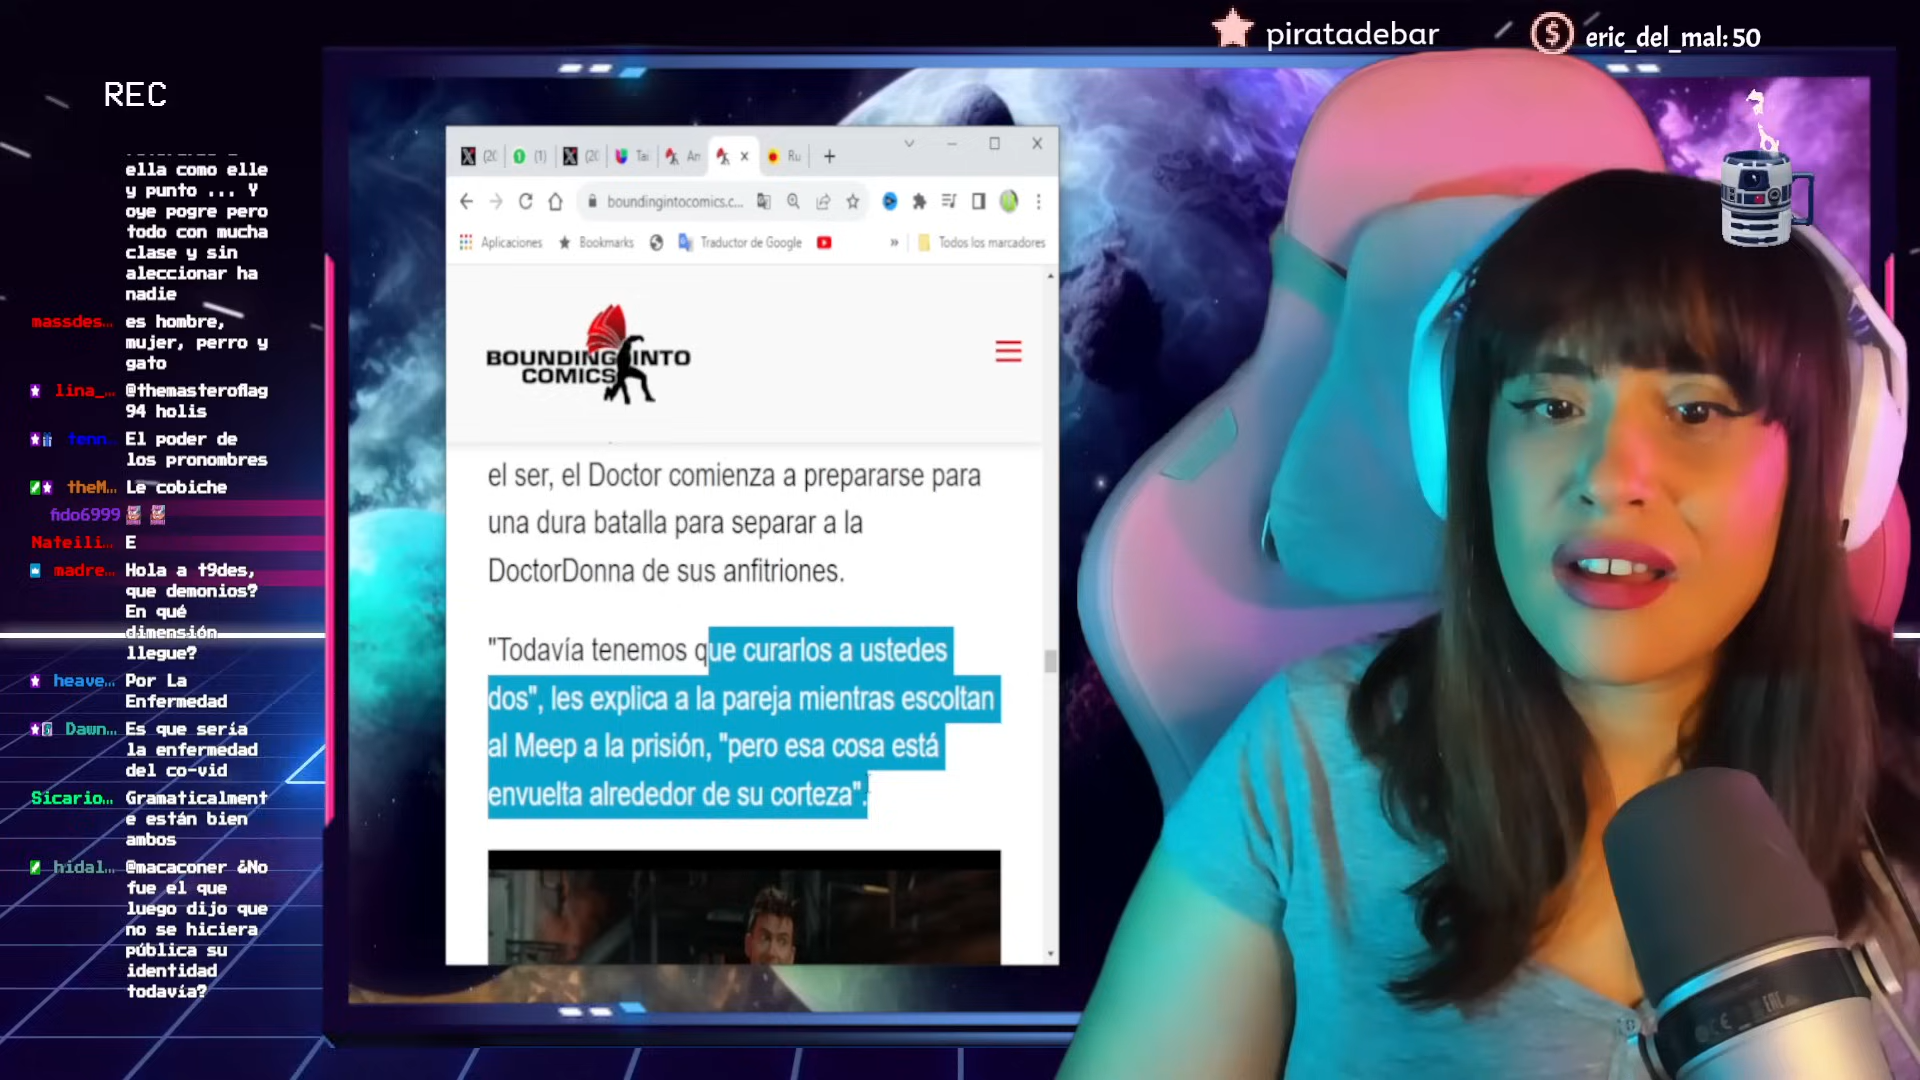 piratadebar
eric_del_mal: 50
REC
ella como elle
y punto ... Y
oye pogre pero
todo con mucha
clase y sin
aleccionar ha
nadie
massdes... es hombre,
mujer, perro y
gato
lina_... @themasteroflag
94 holis
tenn... El poder de
los pronombres
theM... Le cobiche
fido6999
Nateili... E
madre... Hola a t9des,
que demonios?
En qué
dimensión
llegue?
heave... Por La
Enfermedad
Dawn... Es que sería
la enfermedad
del co-vid
Sicario... Gramaticalment
e están bien
ambos
hidal... @macaconer ¿No
fue el que
luego dijo que
no se hiciera
pública su
identidad
todavía?
(20 (1) (20 Tai An Ru
boundingintocomics.c...
Aplicaciones Bookmarks Traductor de Google » Todos los marcadores
BOUNDING INTO
COMICS
el ser, el Doctor comienza a prepararse para
una dura batalla para separar a la
DoctorDonna de sus anfitriones.
"Todavía tenemos que curarlos a ustedes
dos", les explica a la pareja mientras escoltan
al Meep a la prisión, "pero esa cosa está
envuelta alrededor de su corteza".